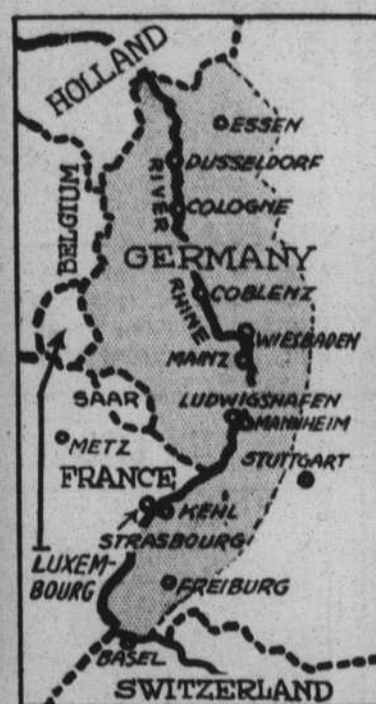 HOLLAND
ESSEN
DUSSELDORF
RIVER
COLOGNE
BELGIUM
GERMANY
COBLENZ
RHINE
WIESBADEN
MAINZ
SAAR
LUDWIGSHAFEN
MANNHEIM
METZ
STUTTGART
FRANCE
KEHL
STRASBOURG
LUXEM-
BOURG
FREIBURG
BASEL
SWITZERLAND